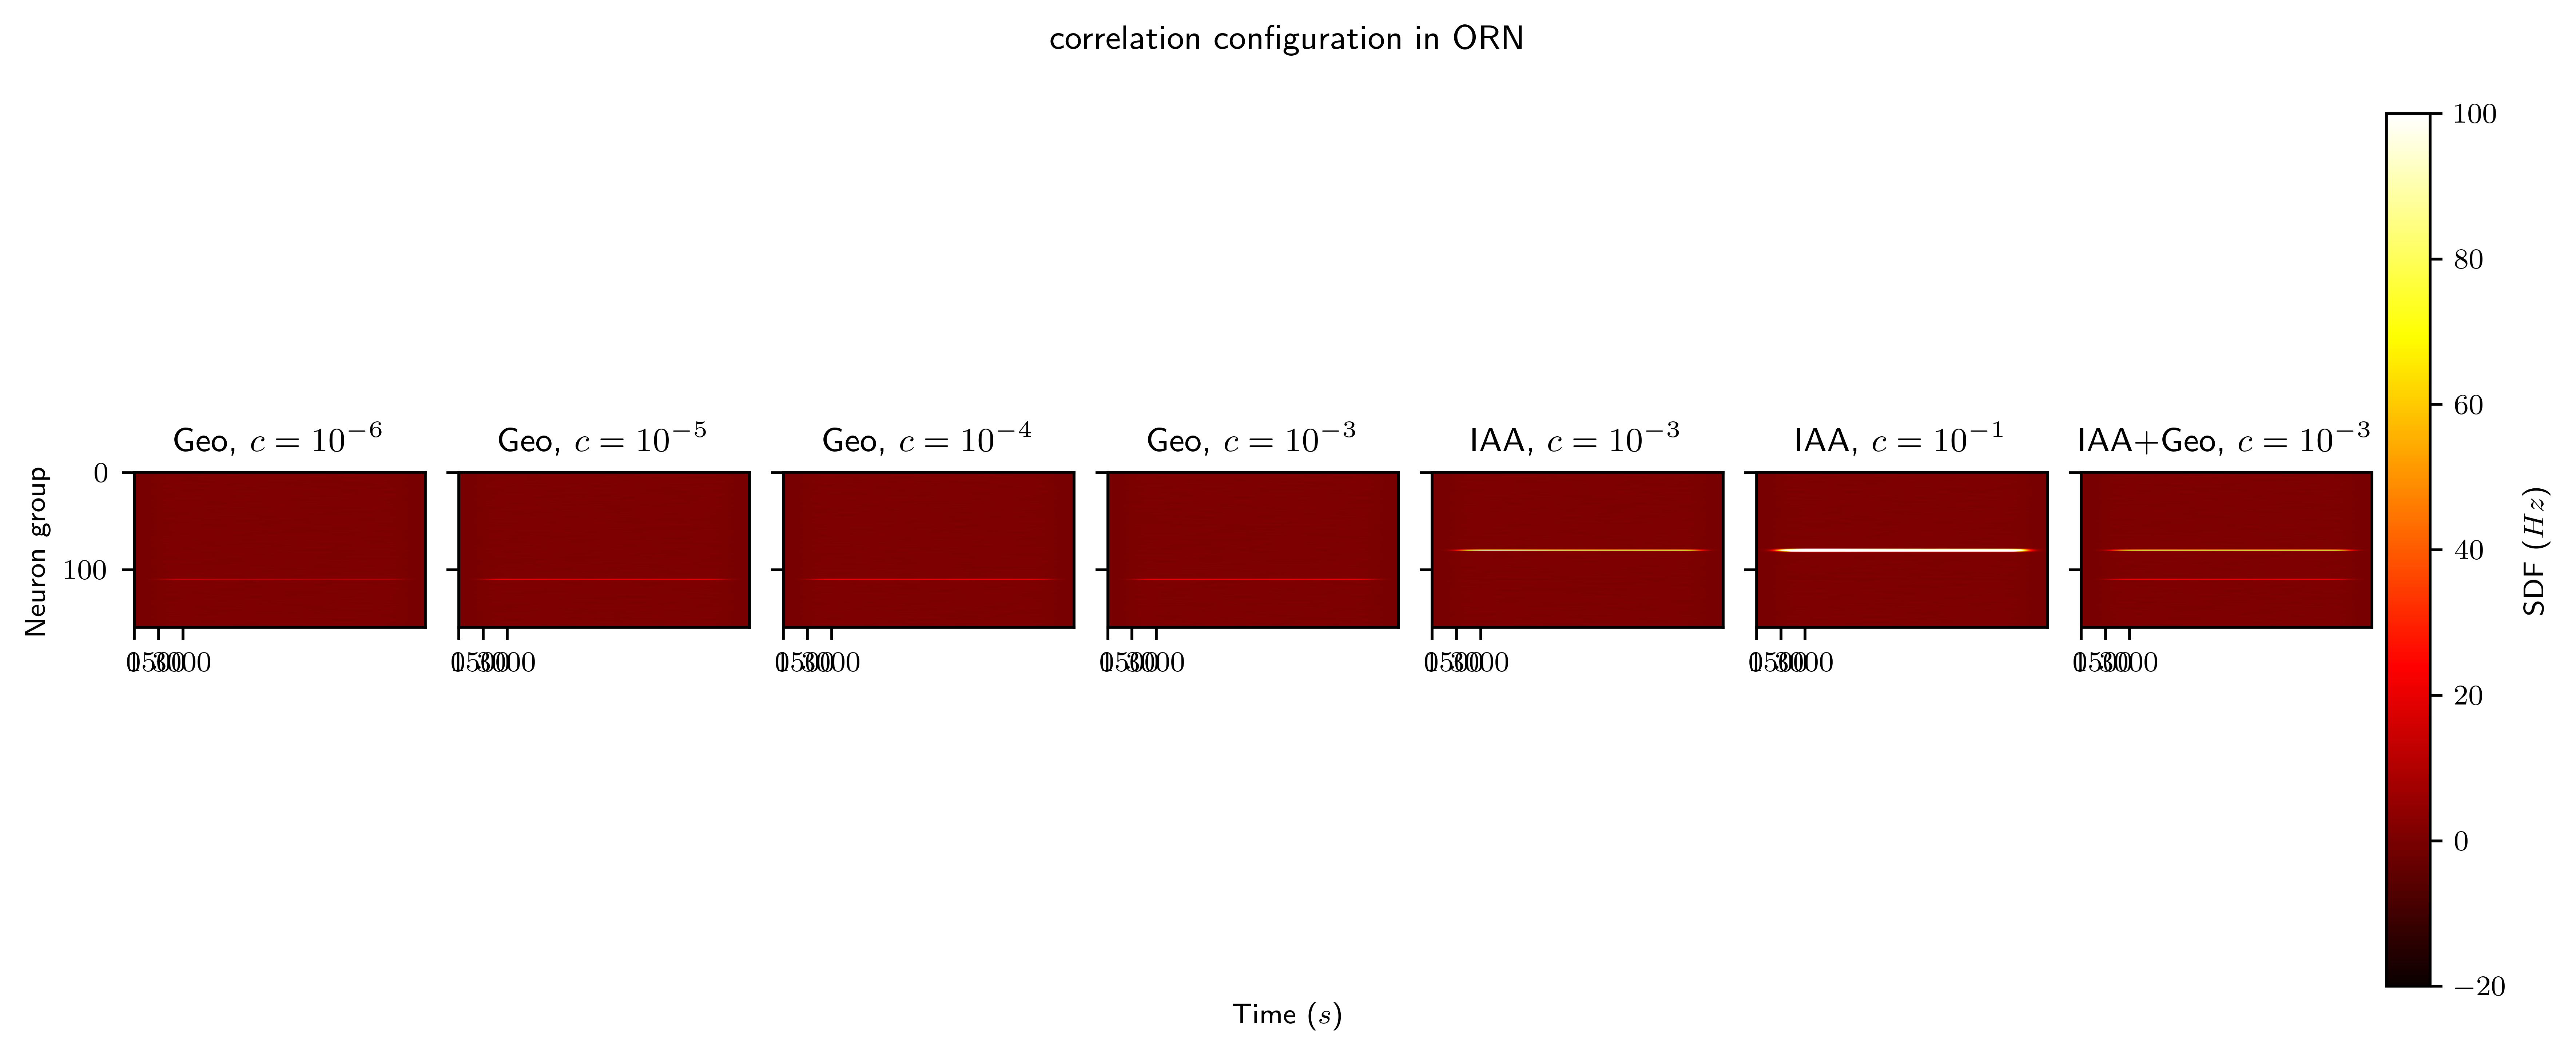 correlation configuration in ORN
Geo, c = 10⁻⁶
Geo, c = 10⁻⁵
Geo, c = 10⁻⁴
Geo, c = 10⁻³
IAA, c = 10⁻³
IAA, c = 10⁻¹
IAA+Geo, c = 10⁻³
Neuron group
0
100
Time (s)
100
80
60
40
20
0
−20
SDF (Hz)